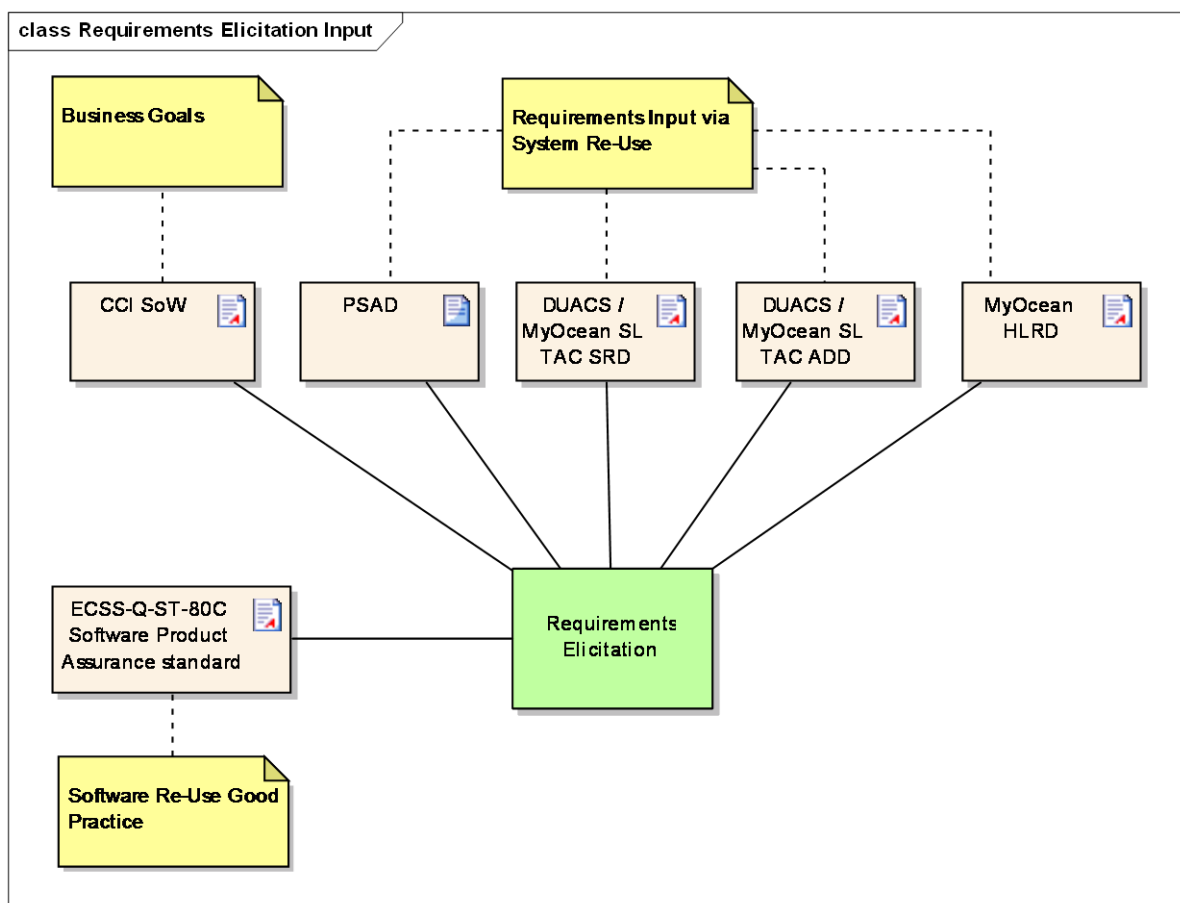 class Requirements Elicitation Input
Business Goals
Requirements Input via
System Re-Use
CCI SoW
PSAD
DUACS /
MyOcean SL
TAC SRD
DUACS /
MyOcean SL
TAC ADD
MyOcean
HLRD
ECSS-Q-ST-80C
Software Product
Assurance standard
Requirements
Elicitation
Software Re-Use Good
Practice